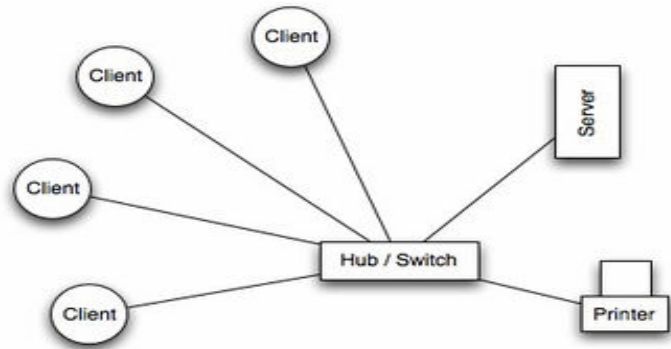 Client
Client
Server
Client
Hub / Switch
Client
Printer